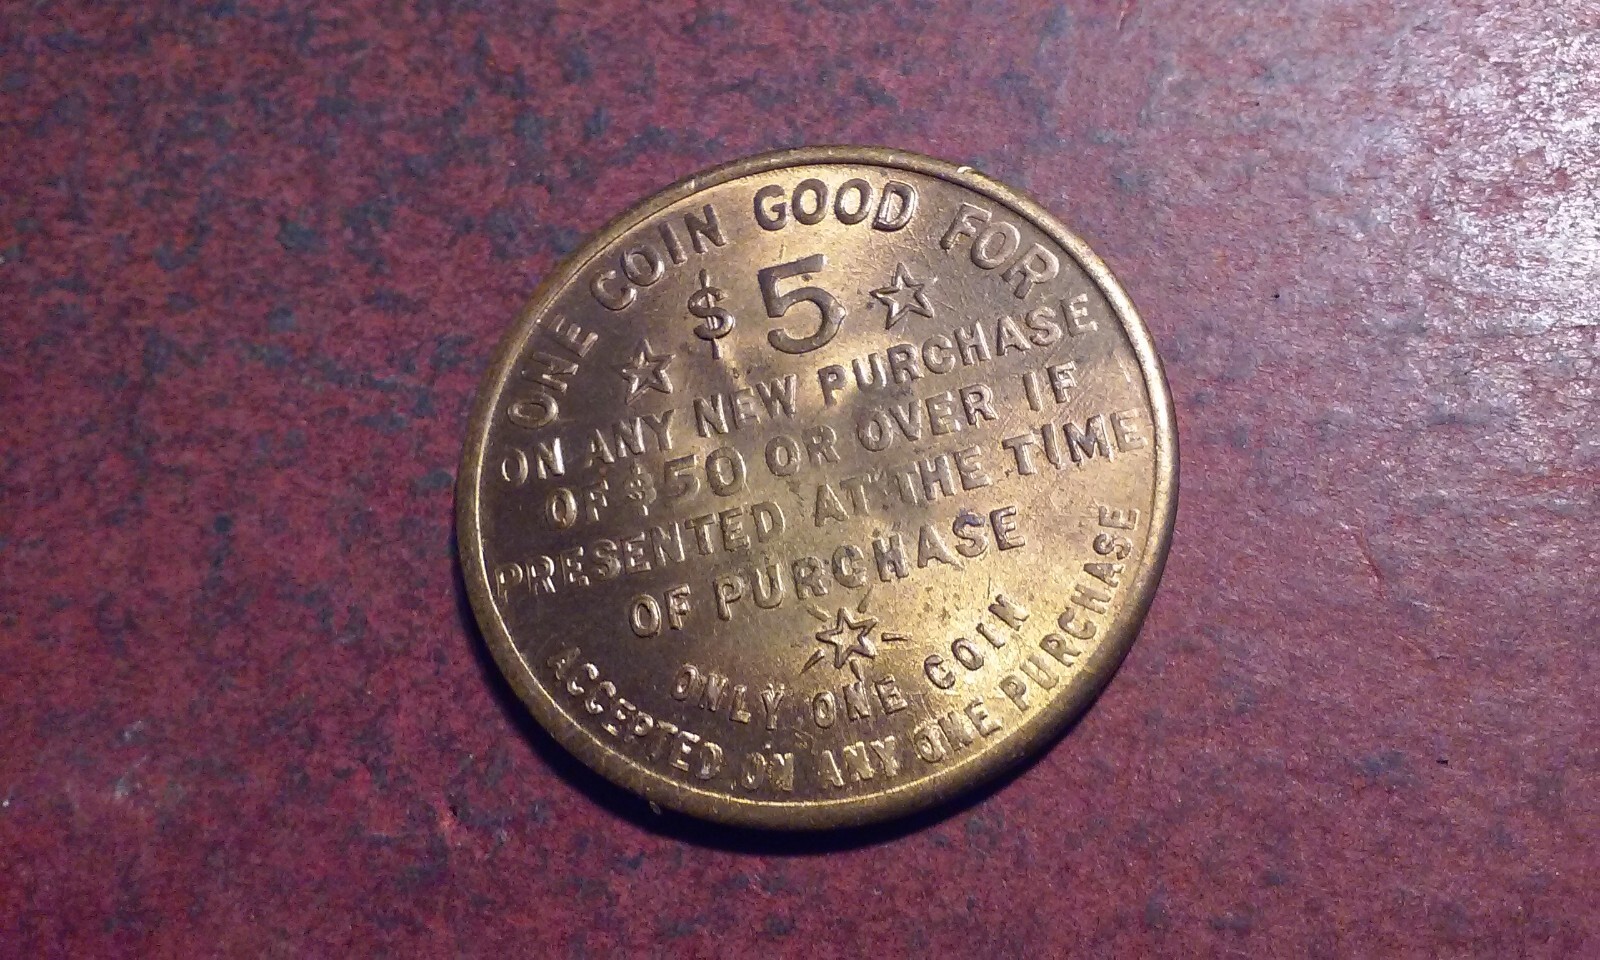 ONE COIN GOOD FOR
$5
ON ANY NEW PURCHASE
OF $50 OR OVER IF
PRESENTED AT THE TIME
OF PURCHASE
ONLY ONE COIN
ACCEPTED ON ANY ONE PURCHASE